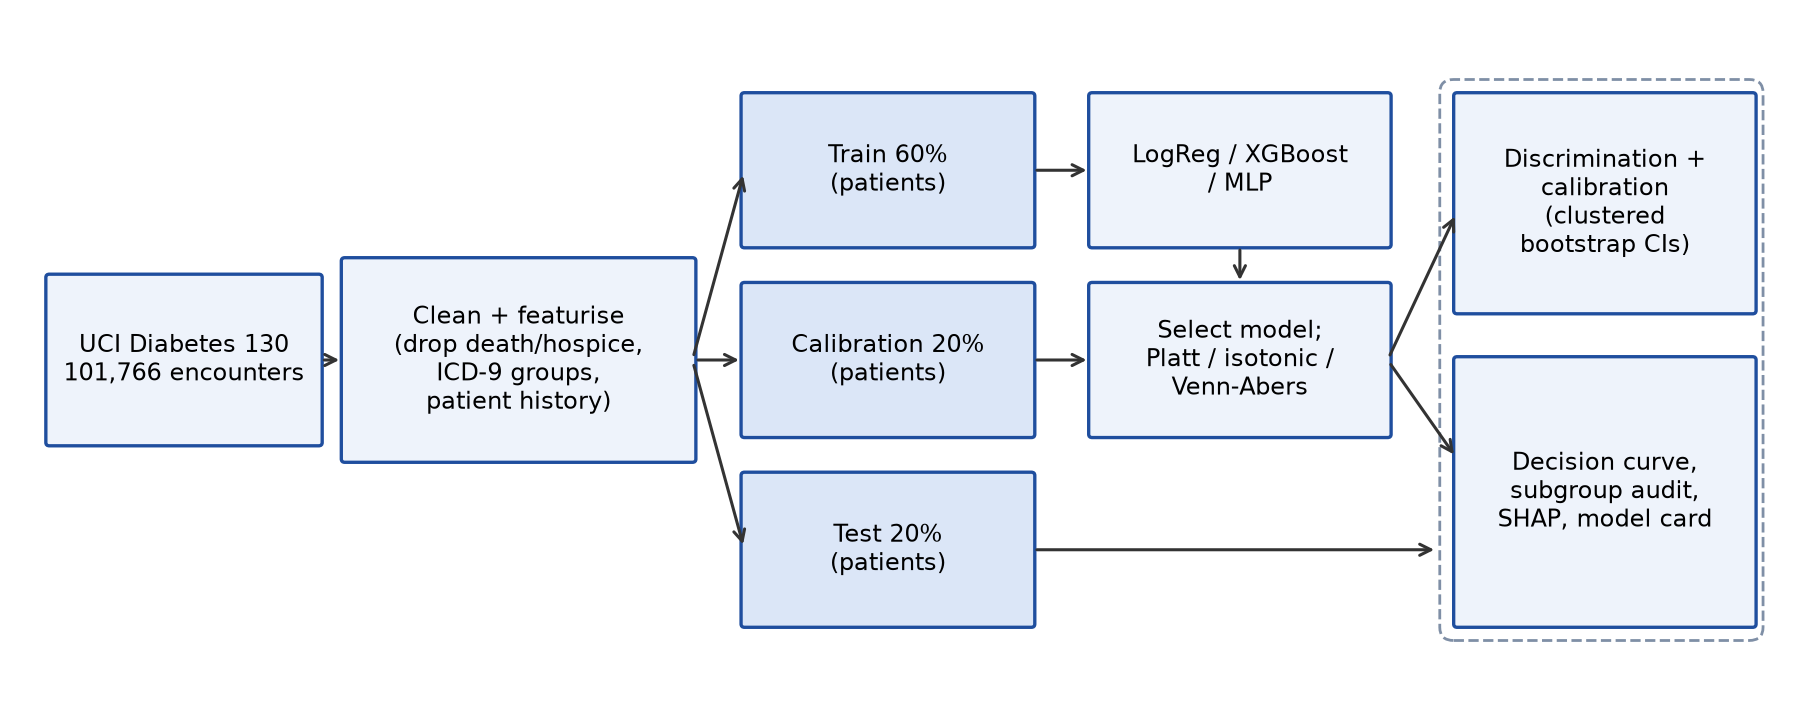 UCI Diabetes 130
101,766 encounters
Clean + featurise
(drop death/hospice,
ICD-9 groups,
patient history)
Train 60%
(patients)
Calibration 20%
(patients)
Test 20%
(patients)
LogReg / XGBoost
/ MLP
Select model;
Platt / isotonic /
Venn-Abers
Discrimination +
calibration
(clustered
bootstrap CIs)
Decision curve,
subgroup audit,
SHAP, model card